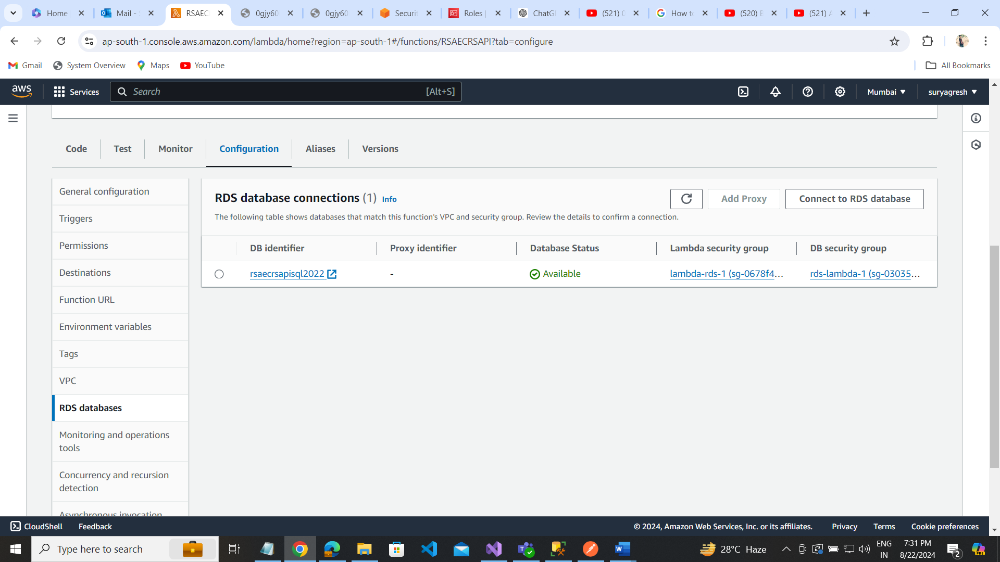 Home
Mail -
RSAEC
0gjy60
0gjy60
Securit
Roles |
ChatG
(521)
How to
(520)
(521)
ap-south-1.console.aws.amazon.com/lambda/home?region=ap-south-1#/functions/RSAECRSAPI?tab=configure
Gmail
System Overview
Maps
YouTube
All Bookmarks
aws
Services
Search
[Alt+S]
Mumbai
suryagresh
Code
Test
Monitor
Configuration
Aliases
Versions
General configuration
Triggers
Permissions
Destinations
Function URL
Environment variables
Tags
VPC
RDS databases
Monitoring and operations
tools
Concurrency and recursion
detection
Asynchronous invocation
RDS database connections (1) Info
Add Proxy
Connect to RDS database
The following table shows databases that match this function's VPC and security group. Review the details to confirm a connection.
DB identifier
Proxy identifier
Database Status
Lambda security group
DB security group
rsaecrsapisql2022
-
Available
lambda-rds-1 (sg-0678f4...
rds-lambda-1 (sg-03035...
CloudShell
Feedback
© 2024, Amazon Web Services, Inc. or its affiliates.
Privacy
Terms
Cookie preferences
Type here to search
28°C Haze
ENG
IN
7:31 PM
8/22/2024
2
PRE